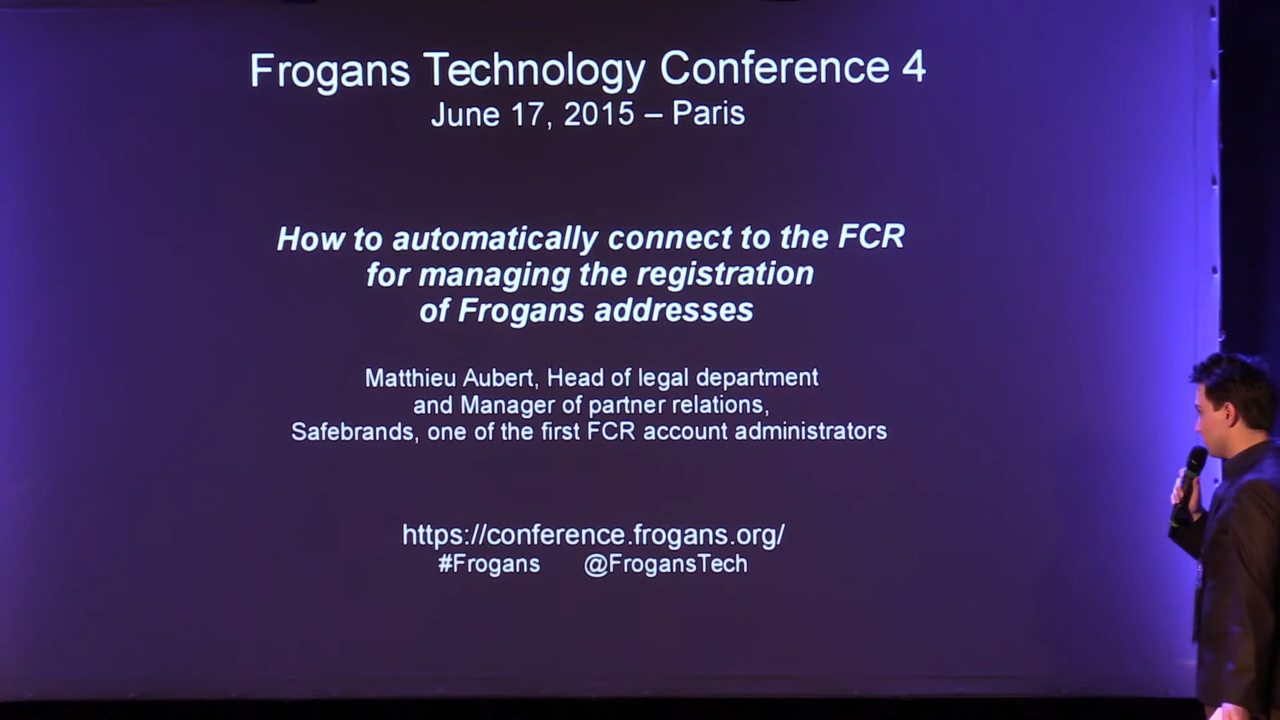 Frogans Technology Conference 4
June 17, 2015 – Paris
How to automatically connect to the FCR
for managing the registration
of Frogans addresses
Matthieu Aubert, Head of legal department
and Manager of partner relations,
Safebrands, one of the first FCR account administrators
https://conference.frogans.org/
#Frogans @FrogansTech